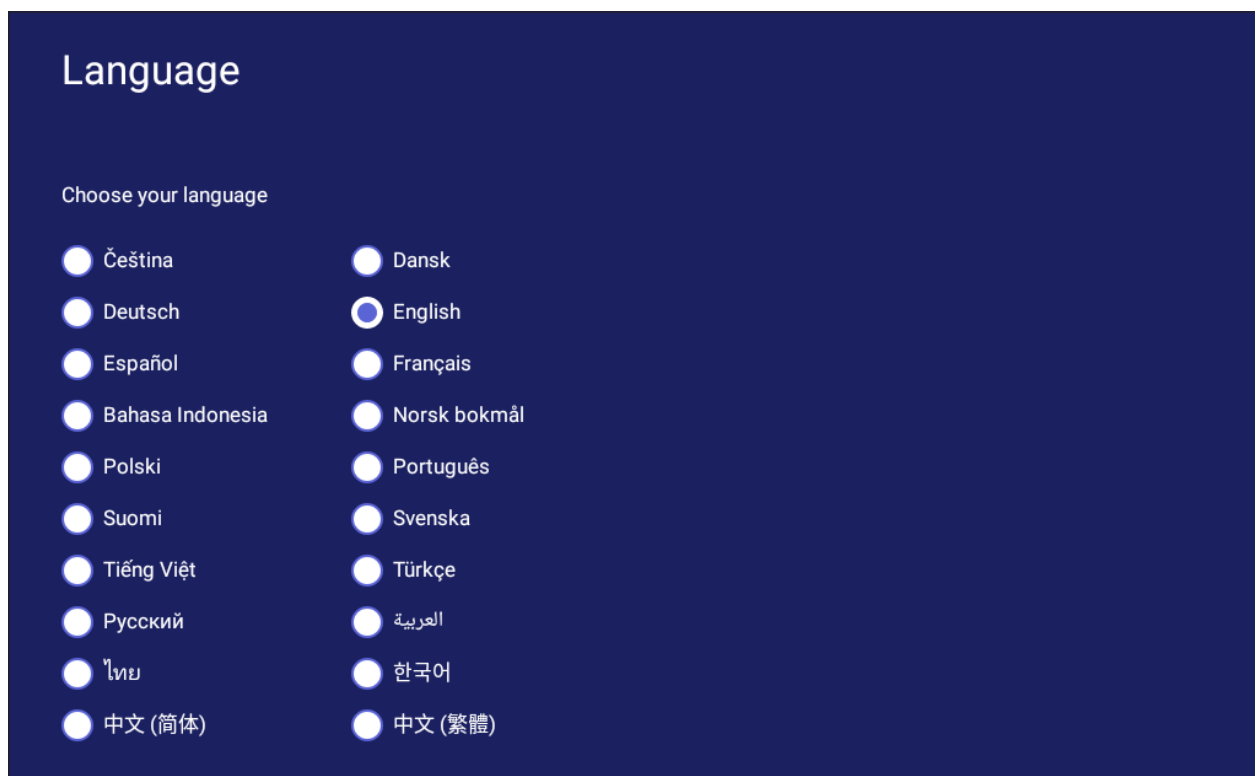 Language
Choose your language
Čeština Dansk
Deutsch English
Español Français
Bahasa Indonesia Norsk bokmål
Polski Português
Suomi Svenska
Tiếng Việt Türkçe
Русский العربية
ไทย 한국어
中文 (简体) 中文 (繁體)